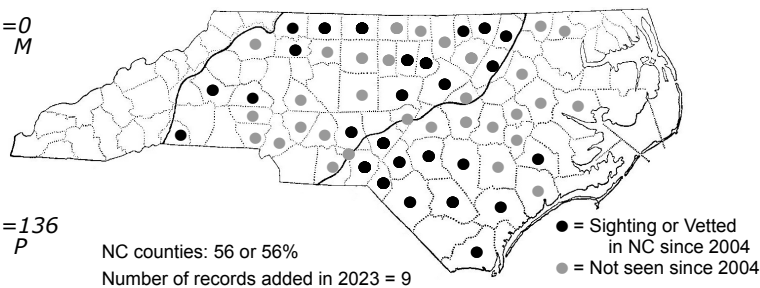 =0
M
=136
P
NC counties: 56 or 56%
Number of records added in 2023 = 9
= Sighting or Vetted
in NC since 2004
= Not seen since 2004